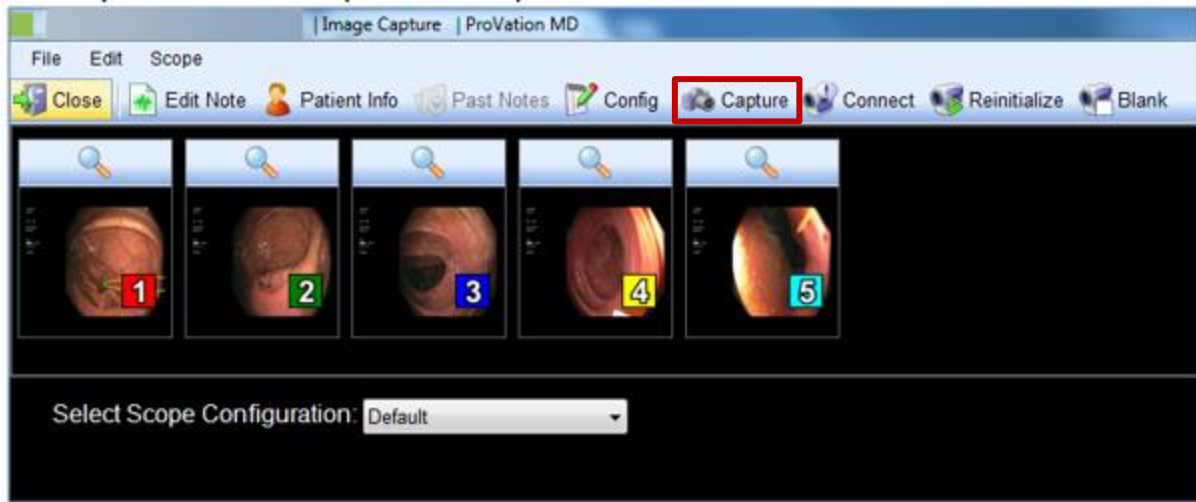 | Image Capture | ProVation MD
File Edit Scope
Close Edit Note Patient Info Past Notes Config Capture Connect Reinitialize Blank
1 2 3 4 5
Select Scope Configuration: Default